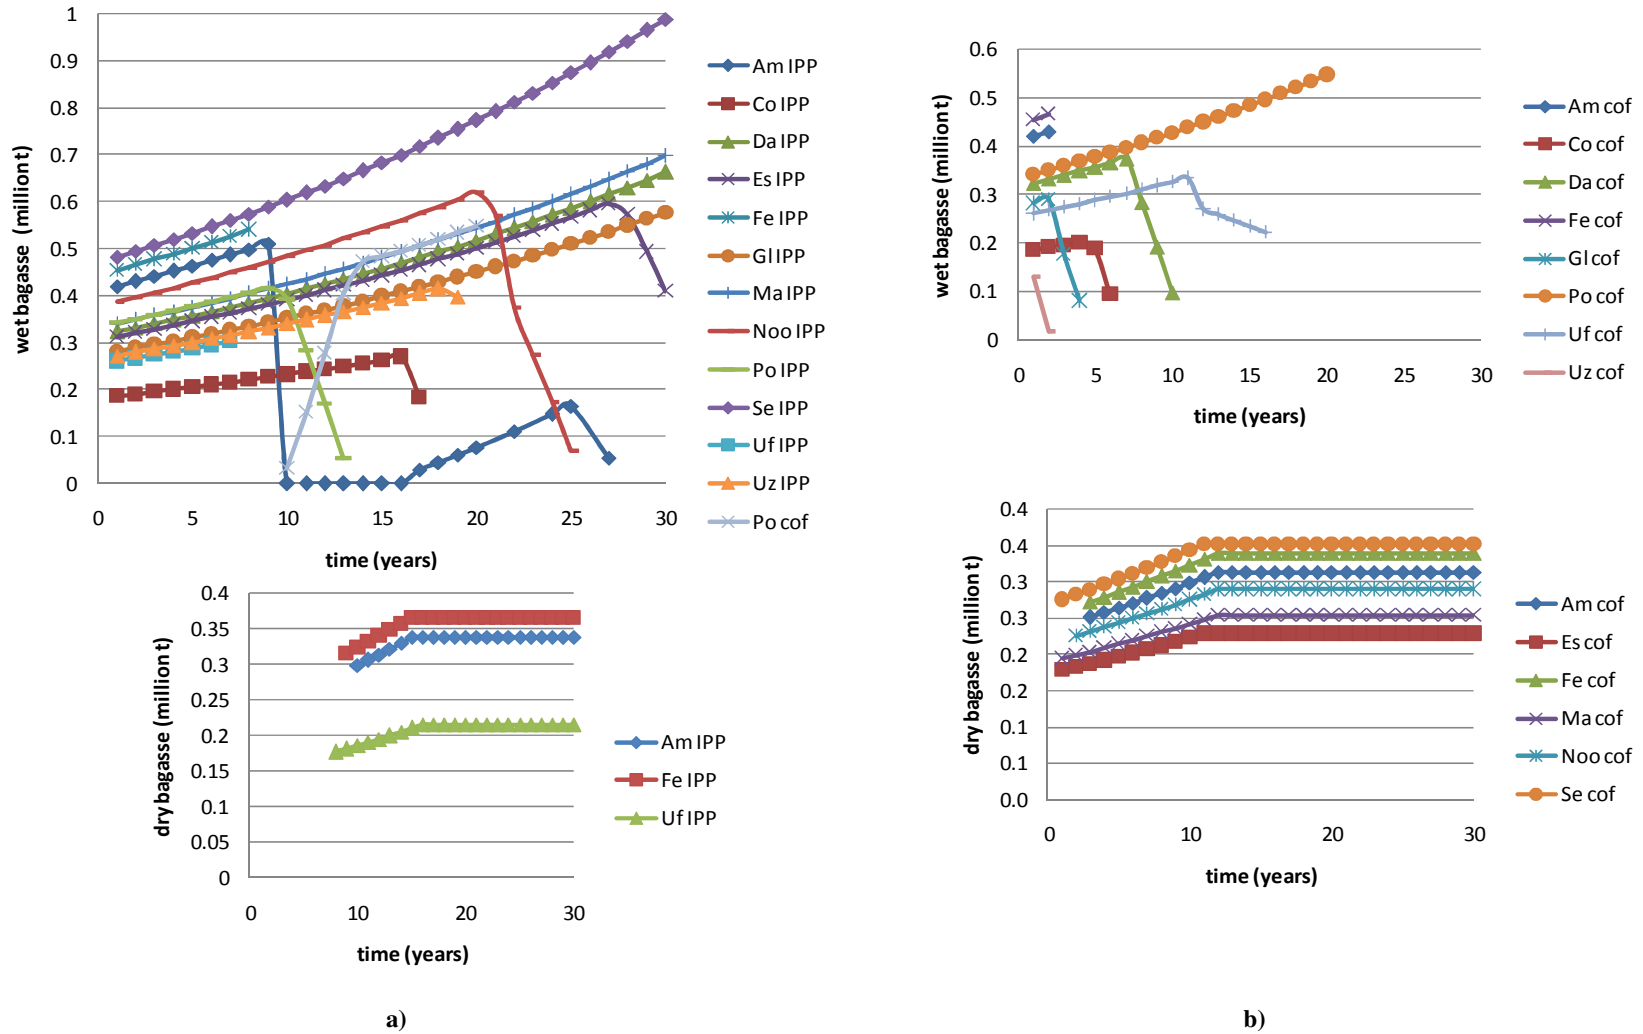 1
0.9
0.8
0.7
0.6
0.5
0.4
0.3
0.2
0.1
0
wet bagasse (million t)
0 5 10 15 20 25 30
time (years)
Am IPP
Co IPP
Da IPP
Es IPP
Fe IPP
Gl IPP
Ma IPP
Noo IPP
Po IPP
Se IPP
Uf IPP
Uz IPP
Po cof
0.4
0.35
0.3
0.25
0.2
0.15
0.1
0.05
0
dry bagasse (million t)
0 10 20 30
time (years)
Am IPP
Fe IPP
Uf IPP
a)
0.6
0.5
0.4
0.3
0.2
0.1
0
wet bagasse (million t)
0 5 10 15 20 25 30
time (years)
Am cof
Co cof
Da cof
Fe cof
Gl cof
Po cof
Uf cof
Uz cof
0.4
0.4
0.3
0.3
0.2
0.2
0.1
0.1
0.0
dry bagasse (million t)
0 10 20 30
time (years)
Am cof
Es cof
Fe cof
Ma cof
Noo cof
Se cof
b)